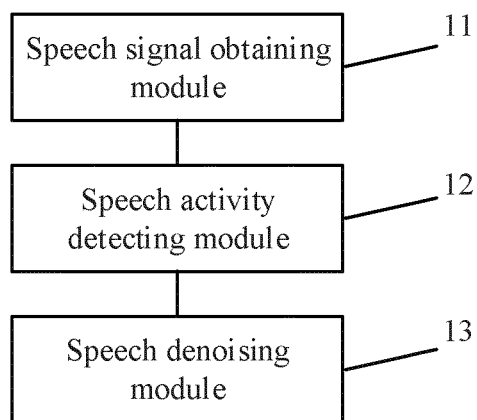 11
Speech signal obtaining
module
12
Speech activity
detecting module
13
Speech denoising
module